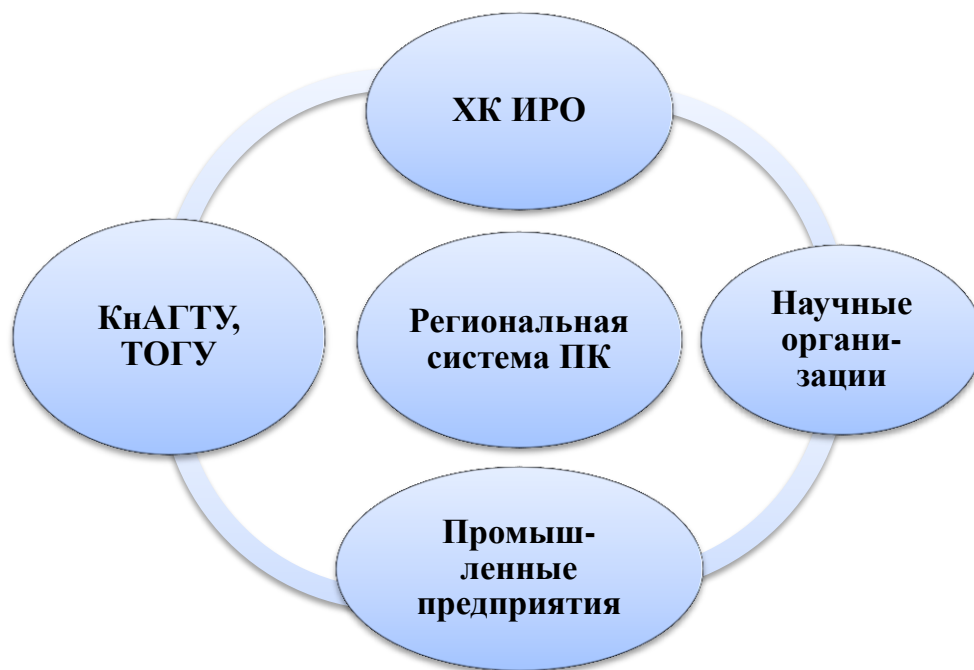 ХК ИРО
КнАГТУ,
ТОГУ
Региональная
система ПК
Научные
органи-
зации
Промыш-
ленные
предприятия